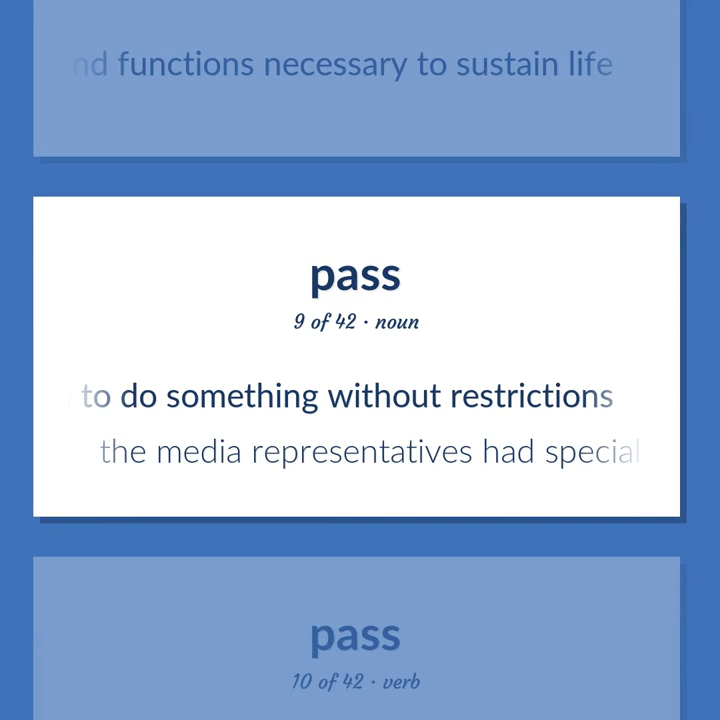 nd functions necessary to sustain life
pass
9 of 42 · noun
to do something without restrictions
the media representatives had special
pass
10 of 42 · verb